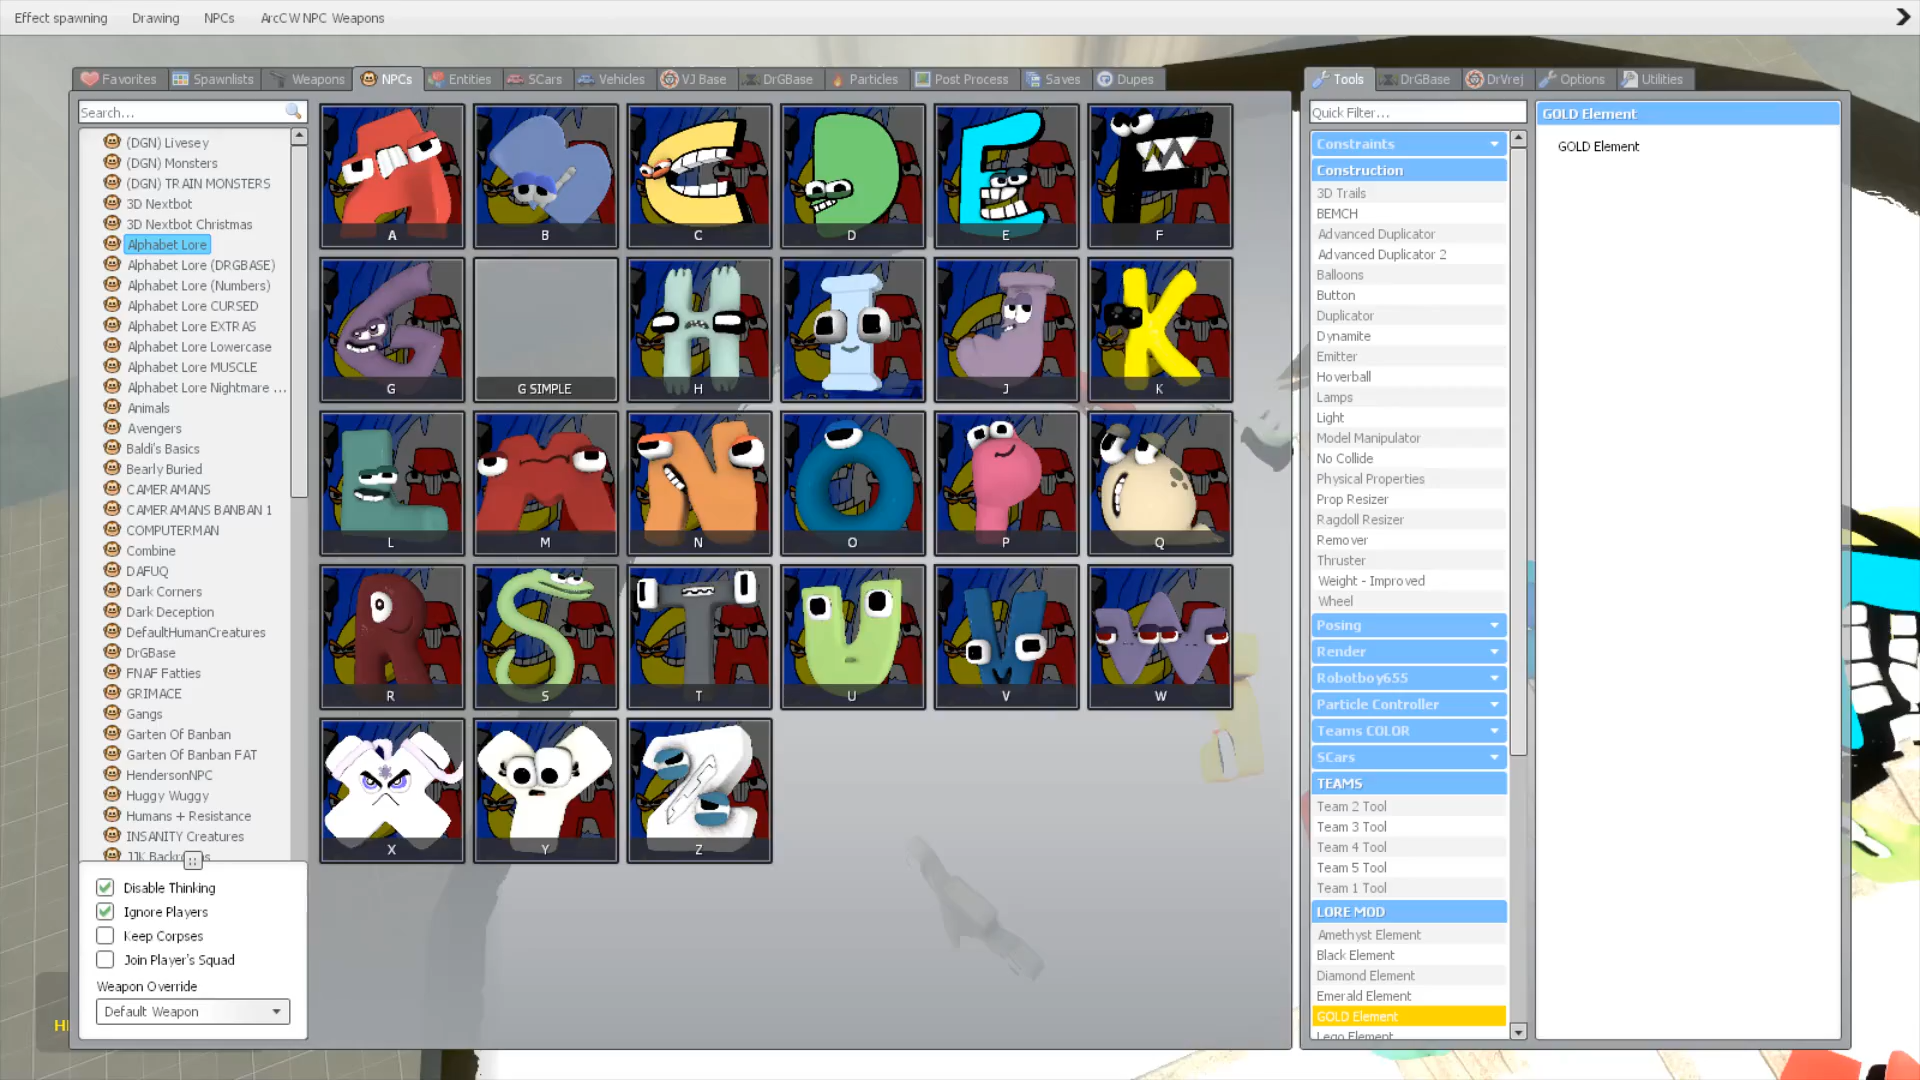 Effect spawning Drawing NPCs ArcCW NPC Weapons
Favorites Spawnlists Weapons NPCs Entities SCars Vehicles VJ Base DrGBase Particles Post Process Saves Dupes
Search...
(DGN) Livesey
(DGN) Monsters
(DGN) TRAIN MONSTERS
3D Nextbot
3D Nextbot Christmas
Alphabet Lore
Alphabet Lore (DRGBASE)
Alphabet Lore (Numbers)
Alphabet Lore CURSED
Alphabet Lore EXTRAS
Alphabet Lore Lowercase
Alphabet Lore MUSCLE
Alphabet Lore Nightmare ...
Animals
Avengers
Baldi's Basics
Bearly Buried
CAMERAMANS
CAMERAMANS BANBAN 1
COMPUTERMAN
Combine
DAFUQ
Dark Corners
Dark Deception
DefaultHumanCreatures
DrGBase
FNAF Fatties
GRIMACE
Gangs
Garten Of Banban
Garten Of Banban FAT
HendersonNPC
Huggy Wuggy
Humans + Resistance
INSANITY Creatures
Disable Thinking
Ignore Players
Keep Corpses
Join Player's Squad
Weapon Override
Default Weapon
A B C D E F
G G SIMPLE H I J K
L M N O P Q
R S T U V W
X Y Z
Tools DrGBase DrVrej Options Utilities
Quick Filter...
Constraints
Construction
3D Trails
BEMCH
Advanced Duplicator
Advanced Duplicator 2
Balloons
Button
Duplicator
Dynamite
Emitter
Hoverball
Lamps
Light
Model Manipulator
No Collide
Physical Properties
Prop Resizer
Ragdoll Resizer
Remover
Thruster
Weight - Improved
Wheel
Posing
Render
Robotboy655
Particle Controller
Teams COLOR
SCars
TEAMS
Team 2 Tool
Team 3 Tool
Team 4 Tool
Team 5 Tool
Team 1 Tool
LORE MOD
Amethyst Element
Black Element
Diamond Element
Emerald Element
GOLD Element
Lego Element
GOLD Element
GOLD Element